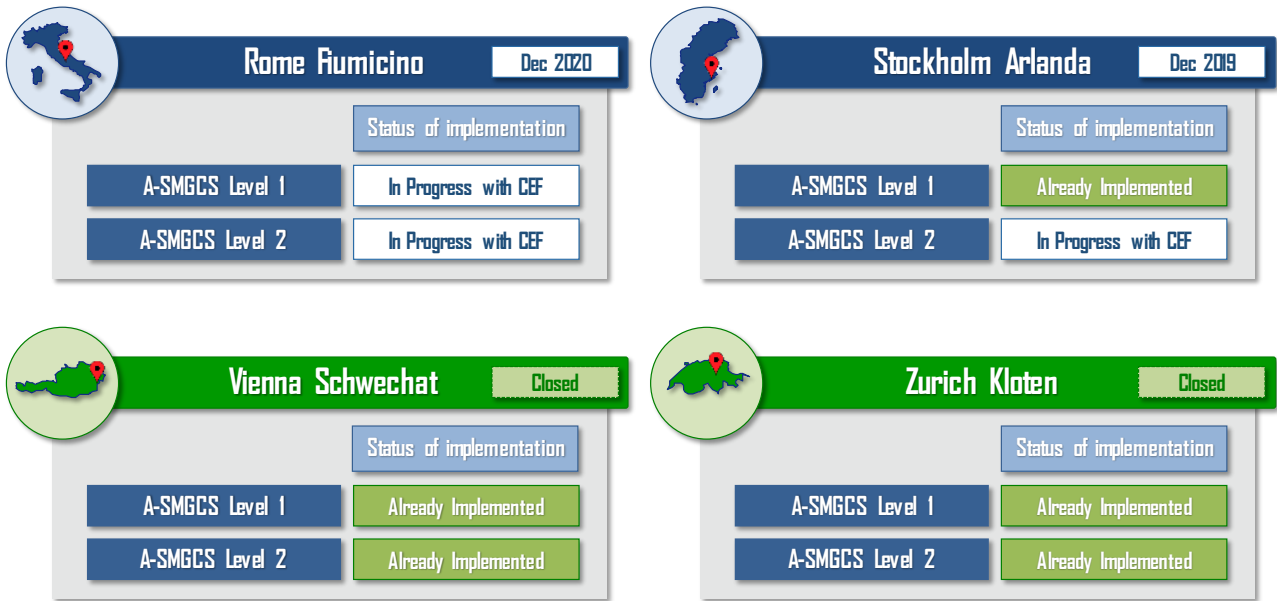 Rome Fiumicino
Dec 2020
Status of implementation
A-SMGCS Level 1
In Progress with CEF
A-SMGCS Level 2
In Progress with CEF
Stockholm Arlanda
Dec 2019
Status of implementation
A-SMGCS Level 1
Already Implemented
A-SMGCS Level 2
In Progress with CEF
Vienna Schwechat
Closed
Status of implementation
A-SMGCS Level 1
Already Implemented
A-SMGCS Level 2
Already Implemented
Zurich Kloten
Closed
Status of implementation
A-SMGCS Level 1
Already Implemented
A-SMGCS Level 2
Already Implemented